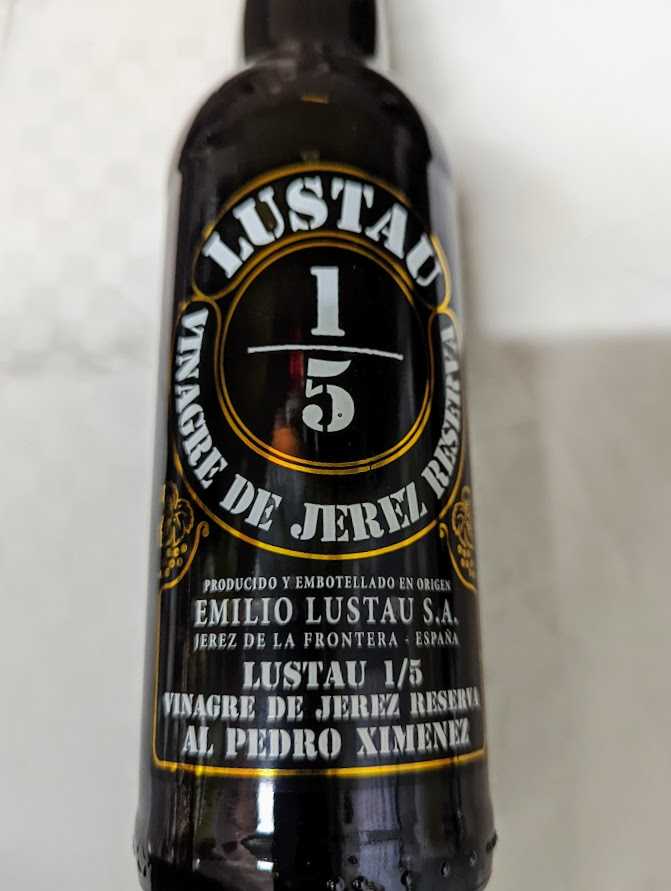 LUSTAU
1
5
VINAGRE DE JEREZ RESERVA
PRODUCIDO Y EMBOTELLADO EN ORIGEN
EMILIO LUSTAU S.A.
JEREZ DE LA FRONTERA - ESPAÑA
LUSTAU 1/5
VINAGRE DE JEREZ RESERVA
AL PEDRO XIMENEZ